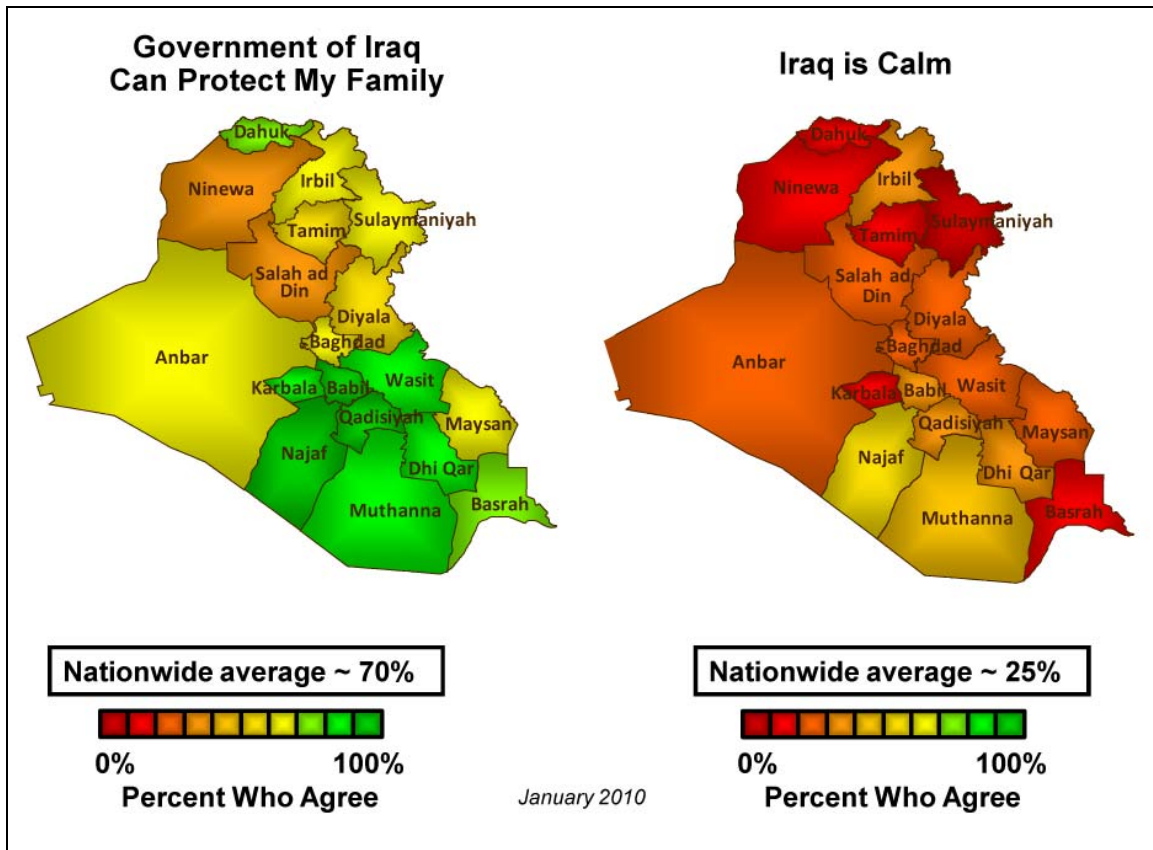 Government of Iraq
Can Protect My Family
Dahuk
Ninewa
Irbil
Sulaymaniyah
Tamim
Salah ad
Din
Diyala
Baghdad
Anbar
Karbala
Babil
Wasit
Qadisiyah
Maysan
Najaf
Dhi Qar
Muthanna
Basrah
Nationwide average ~ 70%
0%
100%
Percent Who Agree
Iraq is Calm
Dahuk
Ninewa
Irbil
Sulaymaniyah
Tamim
Salah ad
Din
Diyala
Baghdad
Anbar
Karbala
Babil
Wasit
Qadisiyah
Maysan
Najaf
Dhi Qar
Muthanna
Basrah
Nationwide average ~ 25%
0%
100%
Percent Who Agree
January 2010